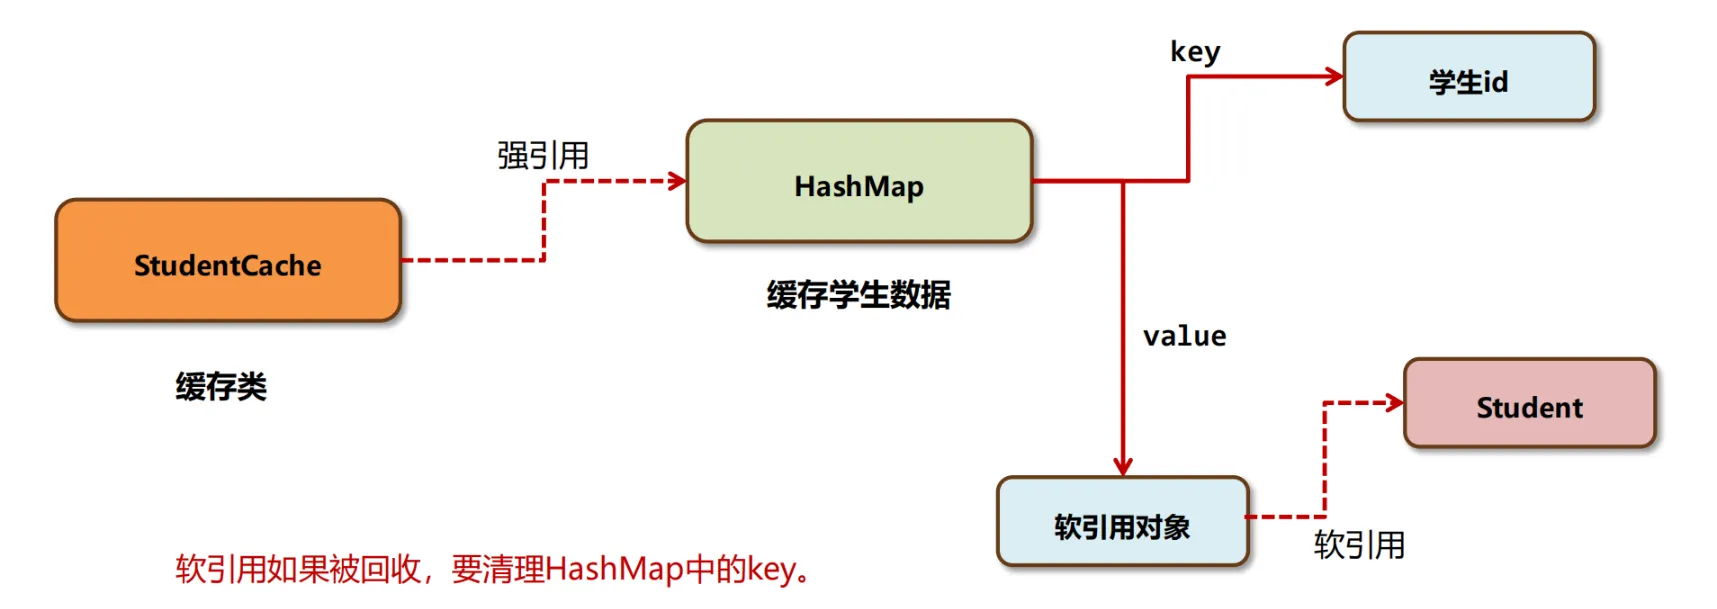 key
学生id
强引用
HashMap
StudentCache
缓存学生数据
value
缓存类
Student
软引用对象
软引用
软引用如果被回收，要清理HashMap中的key。